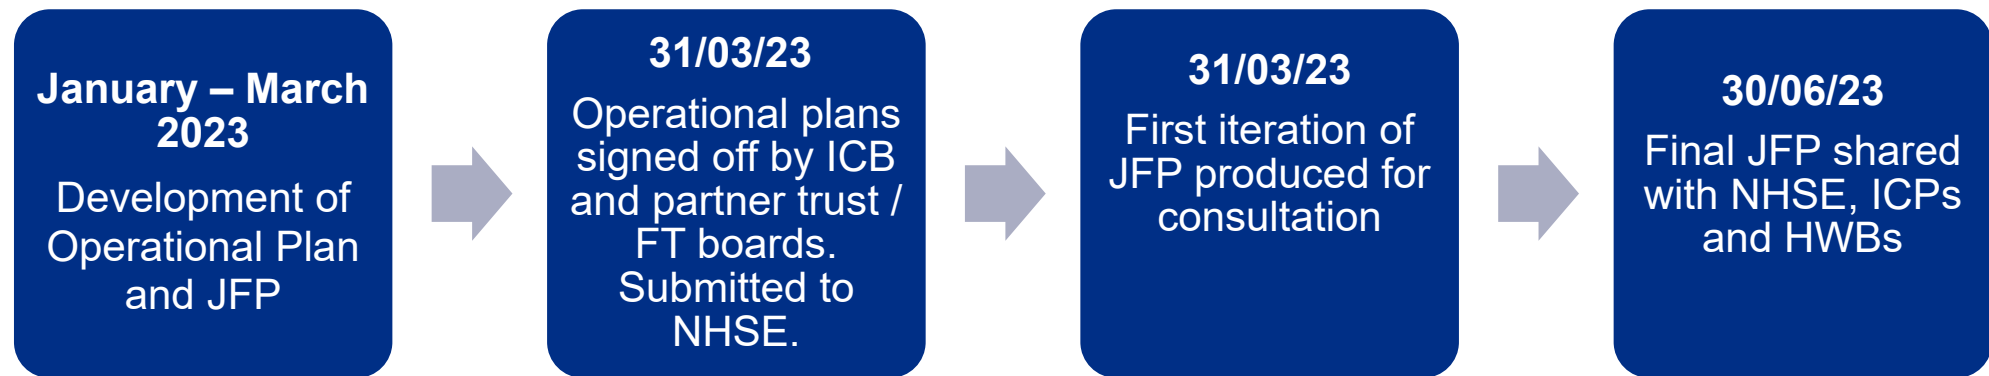 January – March
2023
Development of
Operational Plan
and JFP
31/03/23
Operational plans
signed off by ICB
and partner trust /
FT boards.
Submitted to
NHSE.
31/03/23
First iteration of
JFP produced for
consultation
30/06/23
Final JFP shared
with NHSE, ICPs
and HWBs